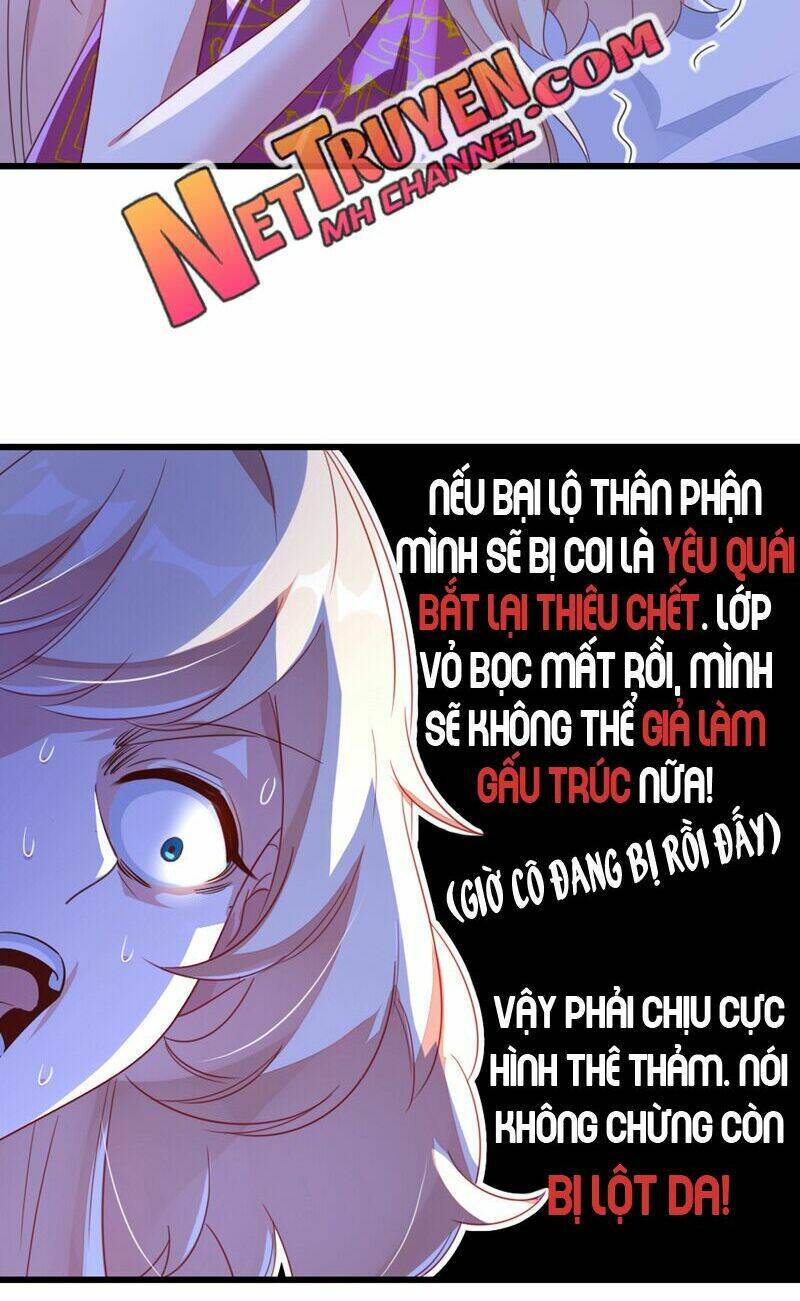 NETTRUYEN.COM
MH CHANNEL
NẾU BẠI LỘ THÂN PHẬN
MÌNH SẼ BỊ COI LÀ YÊU QUÁI
BẮT LẠI THIÊU CHẾT. LỚP
VỎ BỌC MẤT RỒI, MÌNH
SẼ KHÔNG THỂ GIẢ LÀM
GẤU TRÚC NỮA!
(GIỜ CÔ ĐANG BỊ RỒI ĐẤY)
VẬY PHẢI CHỊU CỰC
HÌNH THÊ THẢM. NÓI
KHÔNG CHỪNG CÒN
BỊ LỘT DA!